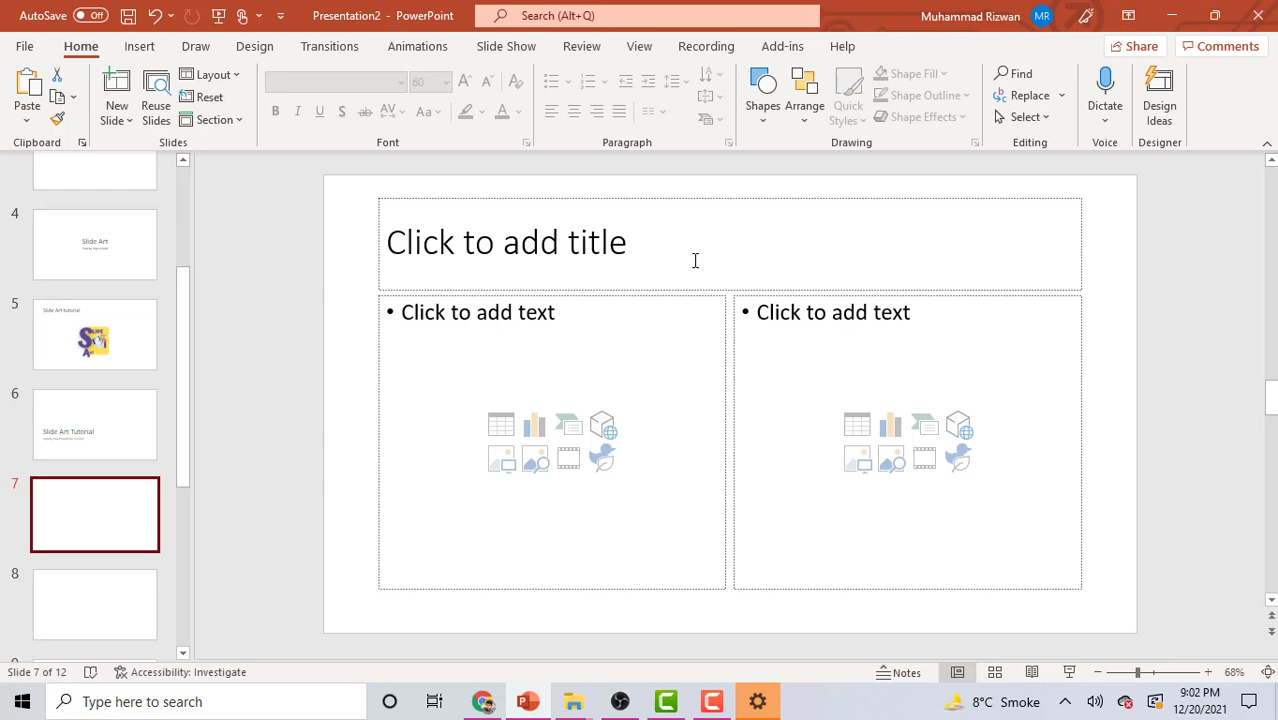 AutoSave Off Presentation2 - PowerPoint Search (Alt+Q) Muhammad Rizwan MR
File Home Insert Draw Design Transitions Animations Slide Show Review View Recording Add-ins Help Share Comments
Paste New Slide Reuse Slides Layout Reset Section 60 Shapes Arrange Quick Styles Shape Fill Shape Outline Shape Effects Find Replace Select Dictate Design Ideas
Clipboard Slides Font Paragraph Drawing Editing Voice Designer
4
Slide Art
5
Slide Art tutorial
6
Slide Art Tutorial
7
8
Click to add title
• Click to add text
• Click to add text
Slide 7 of 12 Accessibility: Investigate Notes 68%
Type here to search 8°C Smoke 9:02 PM
12/20/2021